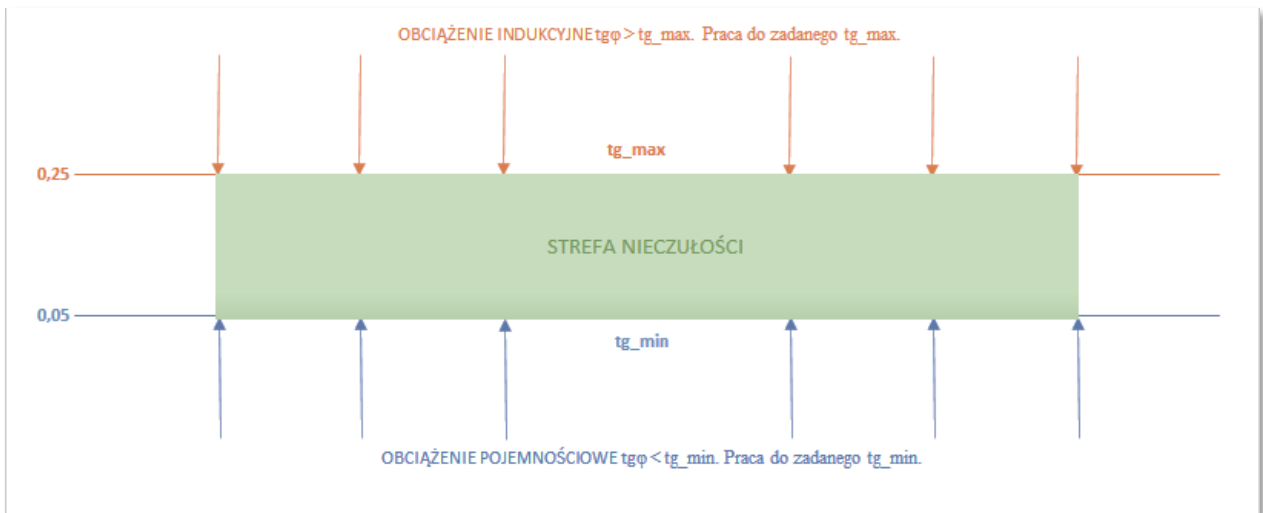 OBCIĄŻENIE INDUKCYJNE tgφ > tg_max. Praca do zadanego tg_max.
tg_max
0,25
STREFA NIECZUŁOŚCI
0,05
tg_min
OBCIĄŻENIE POJEMNOŚCIOWE tgφ < tg_min. Praca do zadanego tg_min.